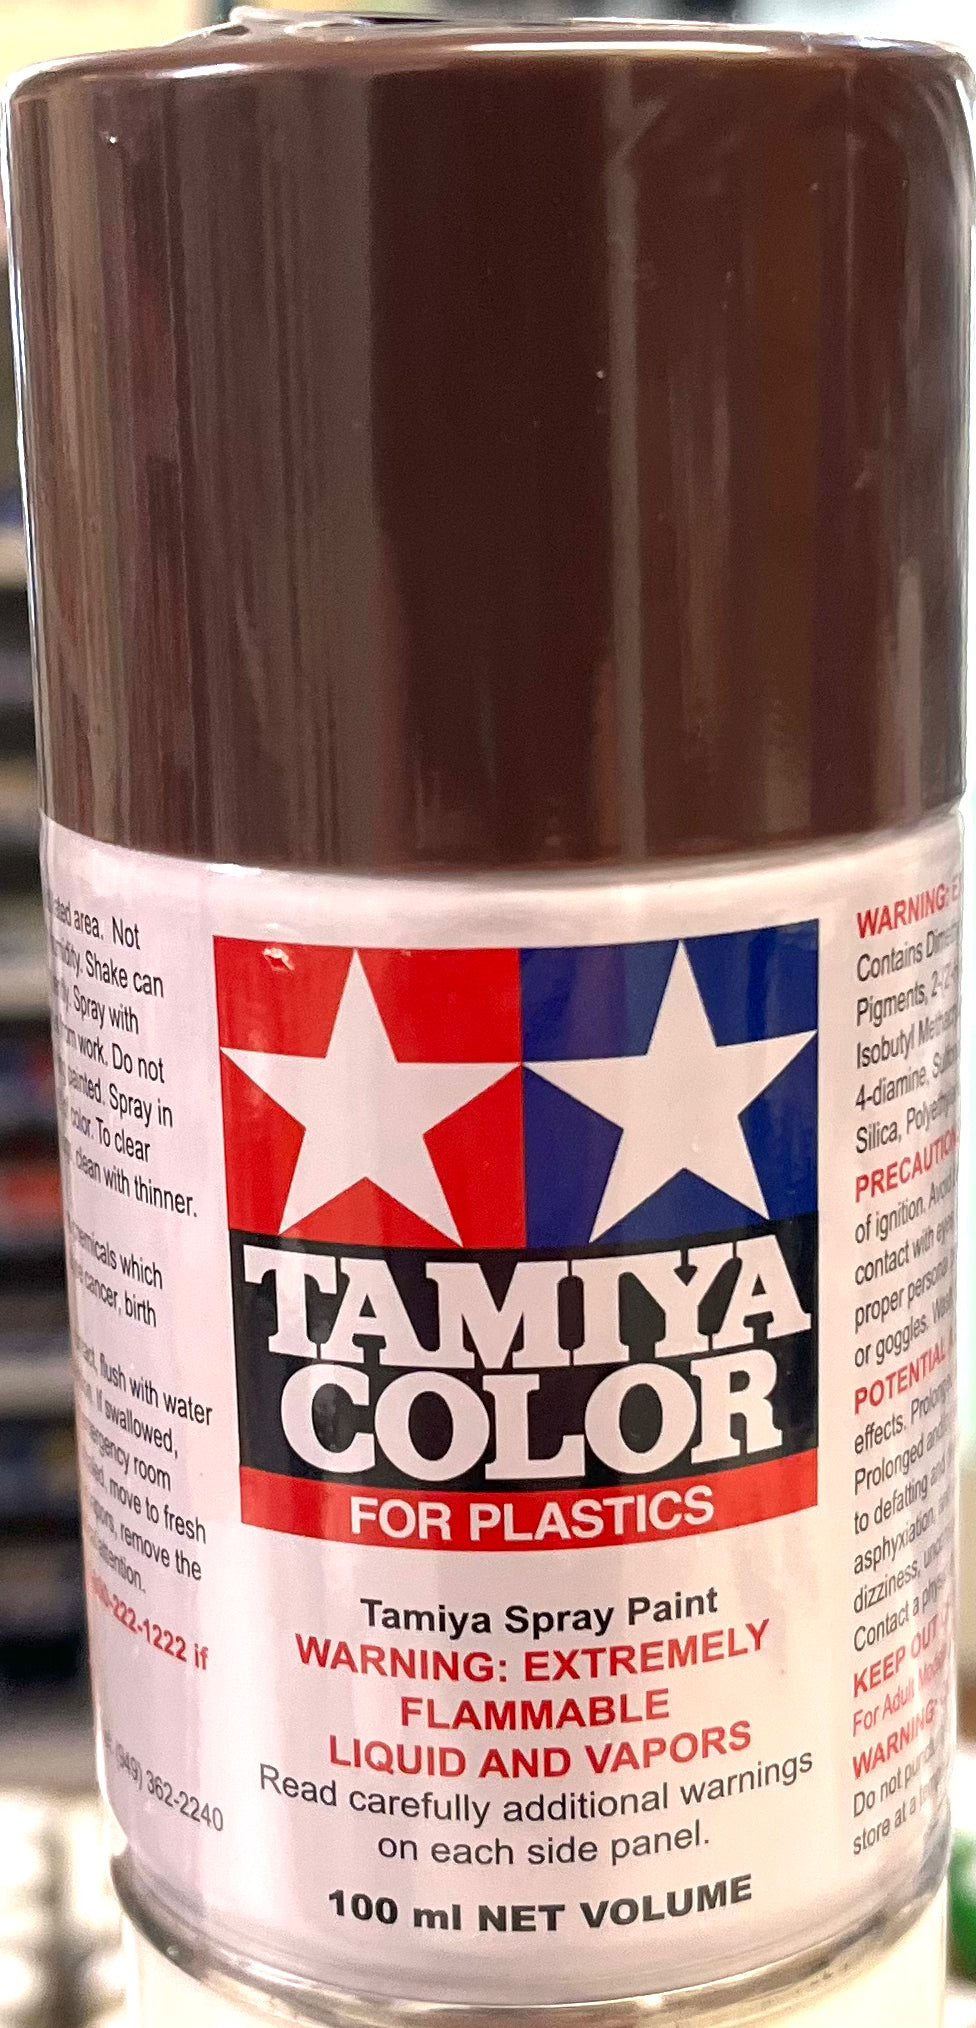 area. Not
Shake can
Spray with
work. Do not
painted. Spray in
color. To clear
clean with thinner.
which
cancer, birth
flush with water
If swallowed,
room
move to fresh
remove the
attention.
-222-1222 if
(949) 362-2240
TAMIYA
COLOR
FOR PLASTICS
Tamiya Spray Paint
WARNING: EXTREMELY
FLAMMABLE
LIQUID AND VAPORS
Read carefully additional warnings
on each side panel.
100 ml NET VOLUME
WARNING:
Contains
Pigments,
Isobutyl
4-diamine,
Silica,
PRECAUTION
of ignition.
contact with
proper
or goggles.
POTENTIAL
effects.
Prolonged
to defatting and
asphyxiation,
dizziness,
Contact a
KEEP OUT
For Adult
WARNING:
Do not
store at a